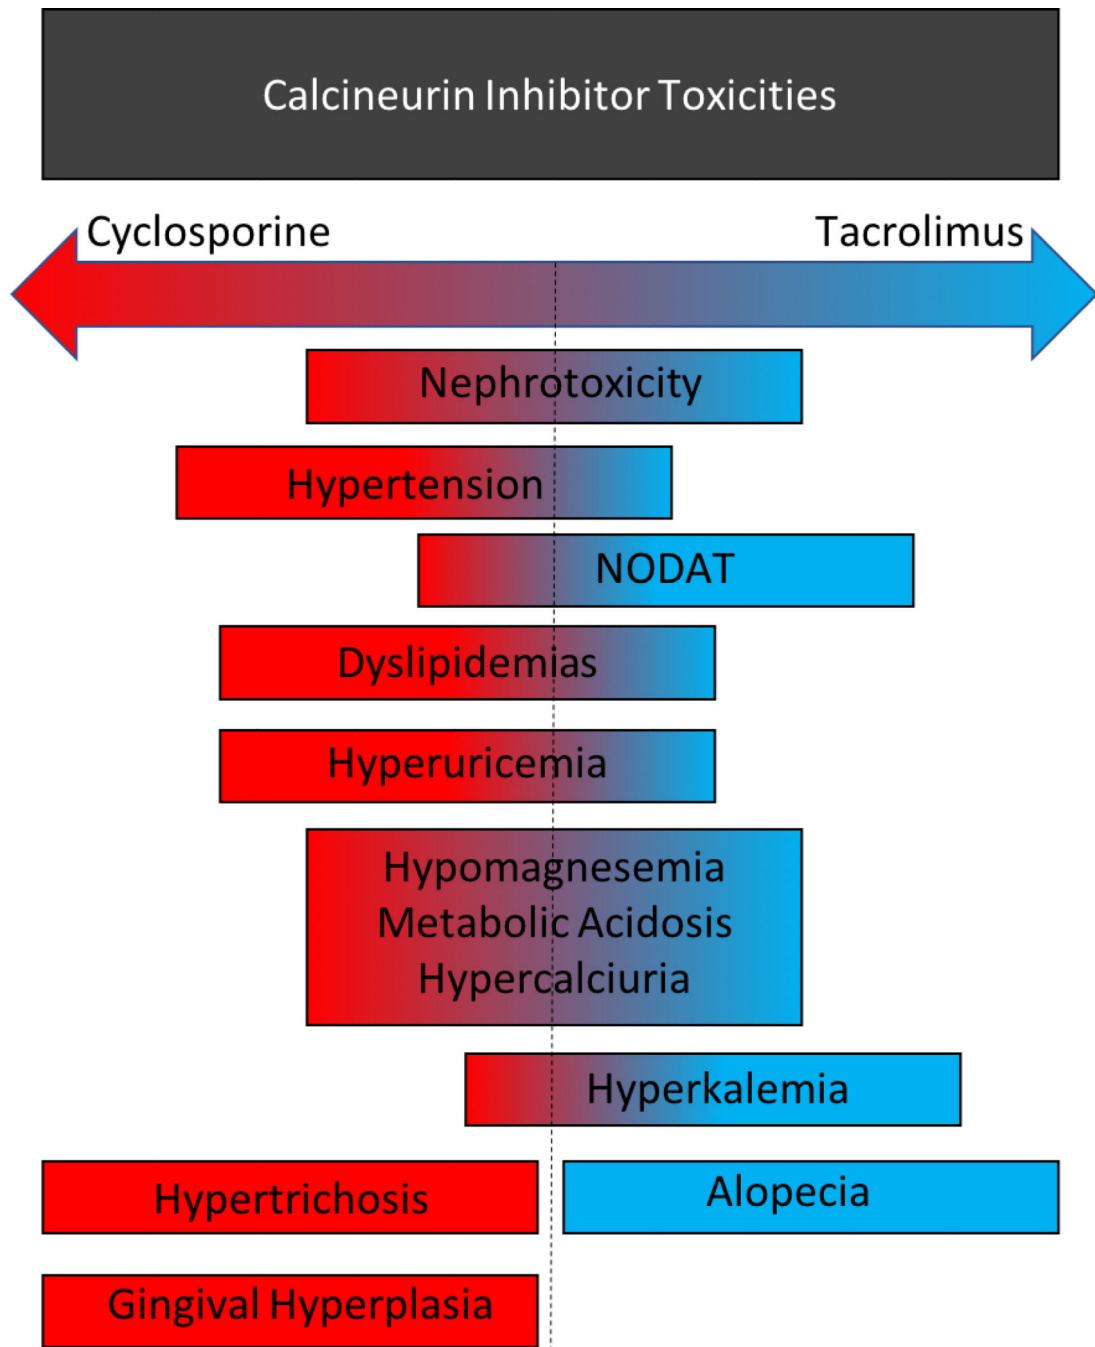 Calcineurin Inhibitor Toxicities
Cyclosporine
Tacrolimus
Nephrotoxicity
Hypertension
NODAT
Dyslipidemias
Hyperuricemia
Hypomagnesemia
Metabolic Acidosis
Hypercalciuria
Hyperkalemia
Hypertrichosis
Alopecia
Gingival Hyperplasia